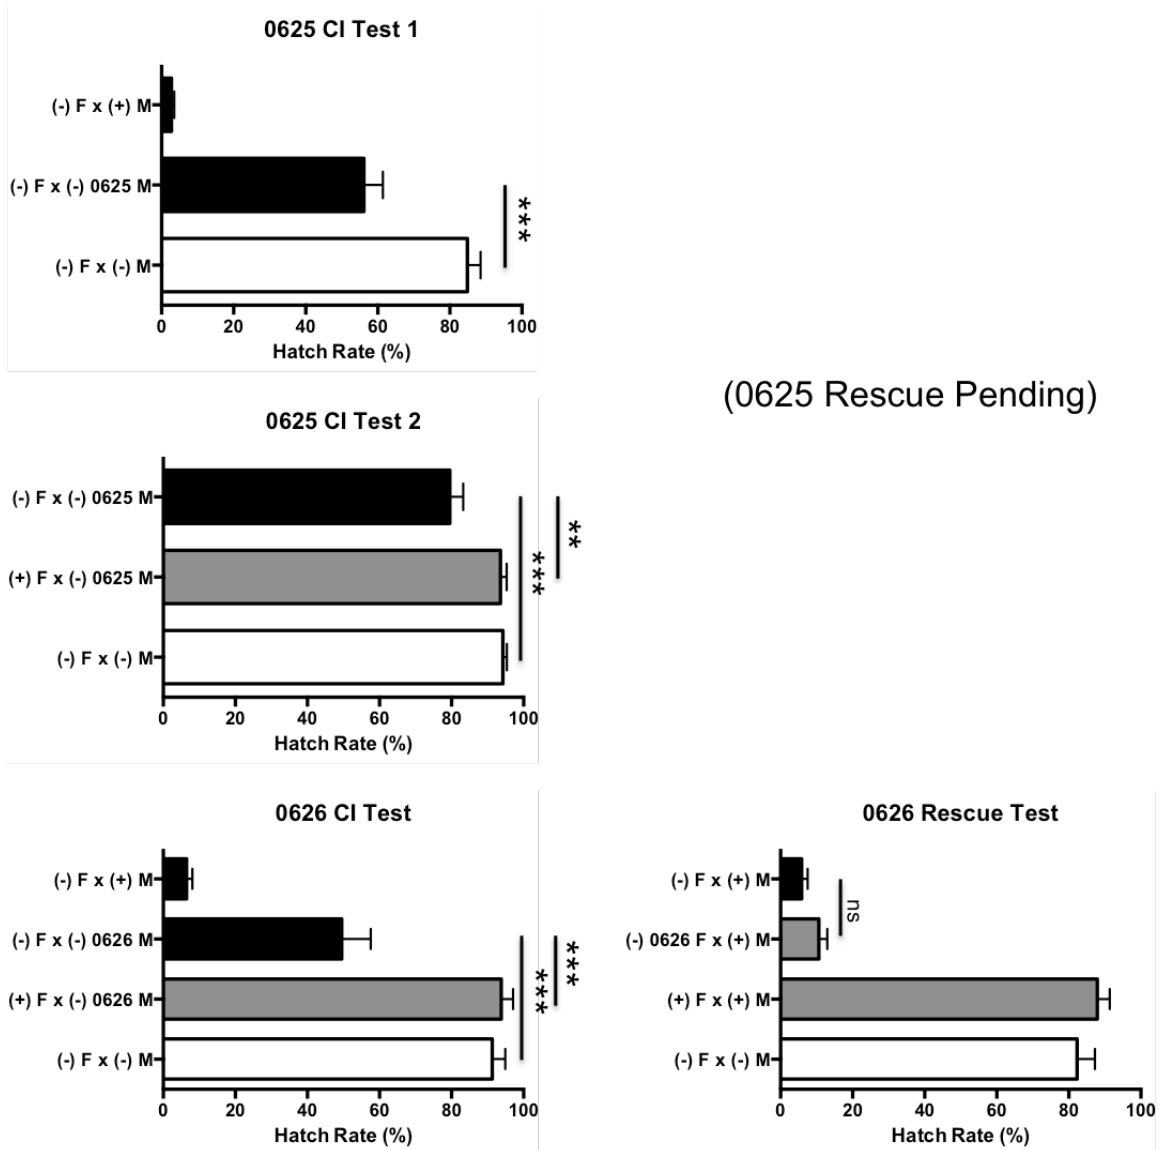 0625 CI Test 1
(-) F x (+) M
(-) F x (-) 0625 M
(-) F x (-) M
***
0 20 40 60 80 100
Hatch Rate (%)
(0625 Rescue Pending)
0625 CI Test 2
(-) F x (-) 0625 M
(+) F x (-) 0625 M
(-) F x (-) M
***
**
0 20 40 60 80 100
Hatch Rate (%)
0626 CI Test
(-) F x (+) M
(-) F x (-) 0626 M
(+) F x (-) 0626 M
(-) F x (-) M
***
***
0 20 40 60 80 100
Hatch Rate (%)
0626 Rescue Test
(-) F x (+) M
(-) 0626 F x (+) M
(+) F x (+) M
(-) F x (-) M
ns
0 20 40 60 80 100
Hatch Rate (%)